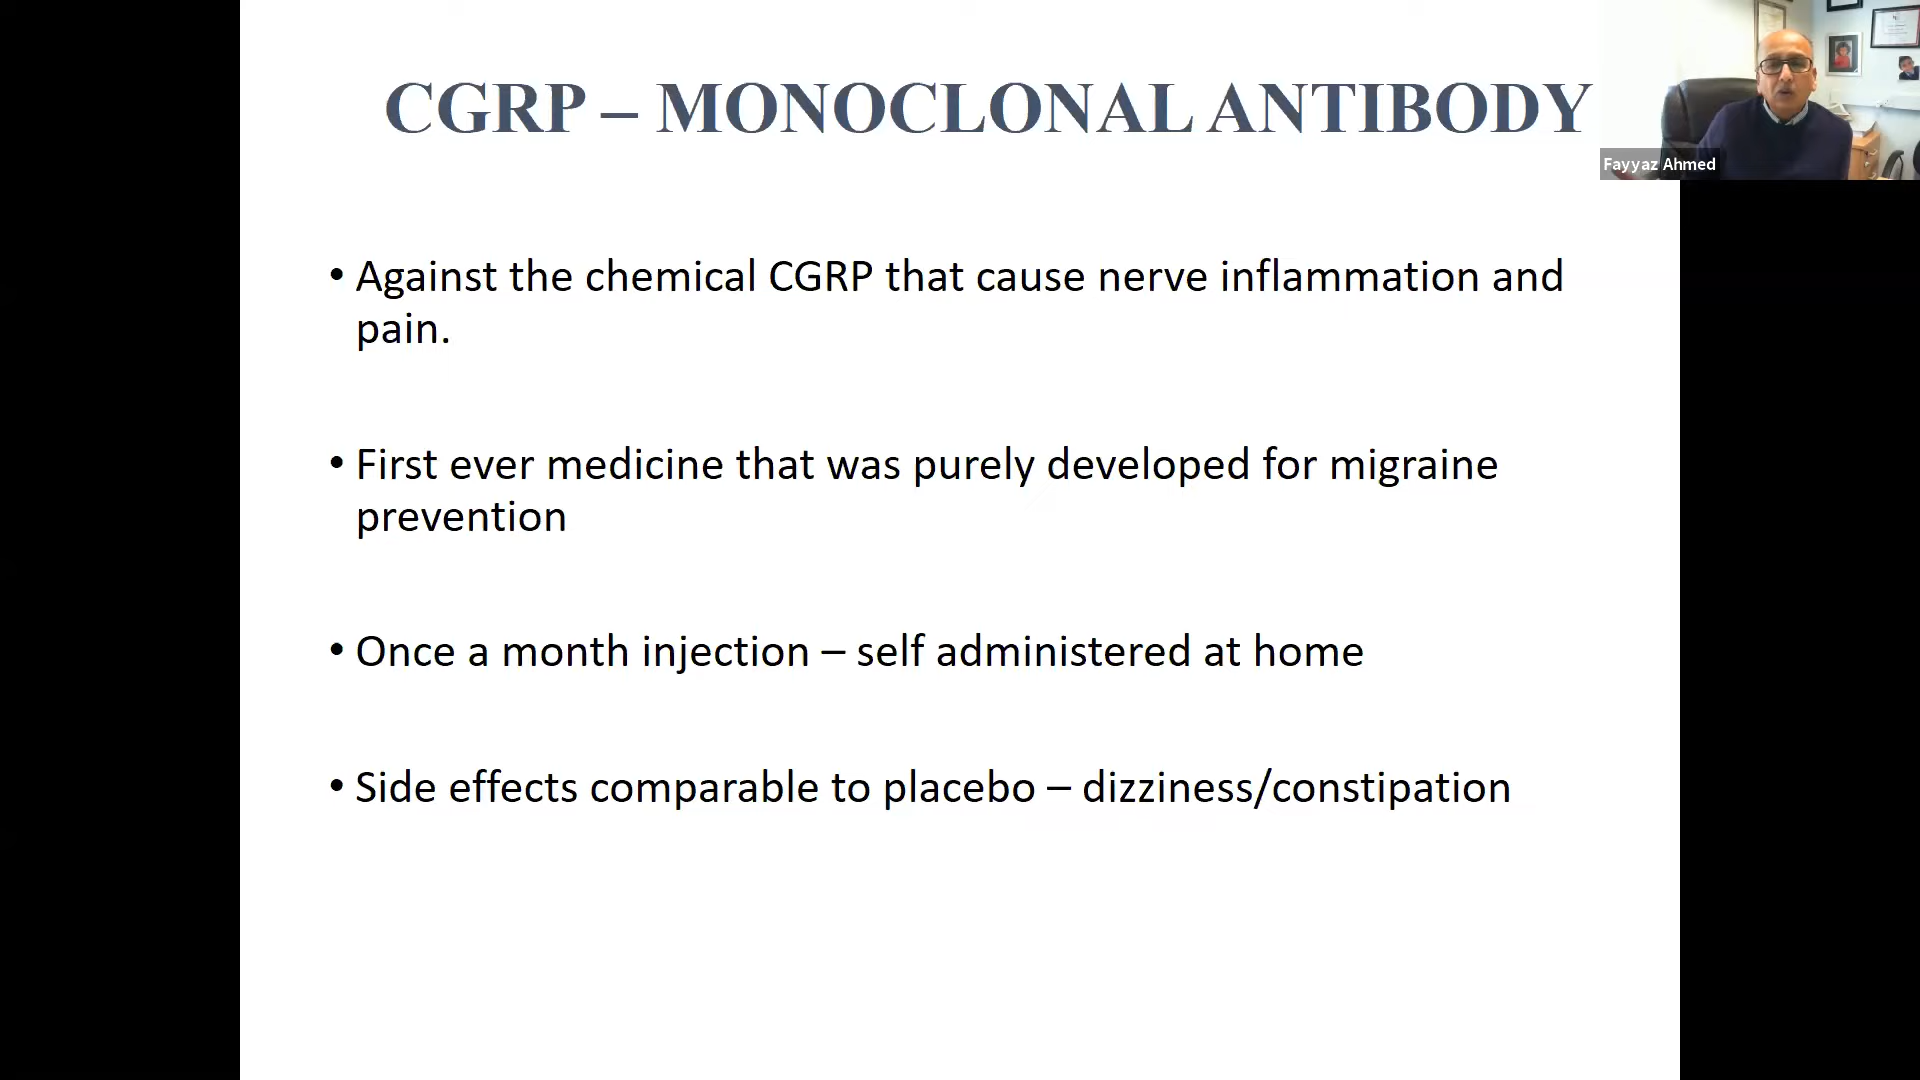 CGRP – MONOCLONAL ANTIBODY
Fayyaz Ahmed
• Against the chemical CGRP that cause nerve inflammation and
pain.
• First ever medicine that was purely developed for migraine
prevention
• Once a month injection – self administered at home
• Side effects comparable to placebo – dizziness/constipation